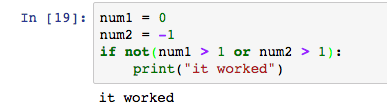 In [19]: num1 = 0
num2 = -1
if not(num1 > 1 or num2 > 1):
    print("it worked")
it worked